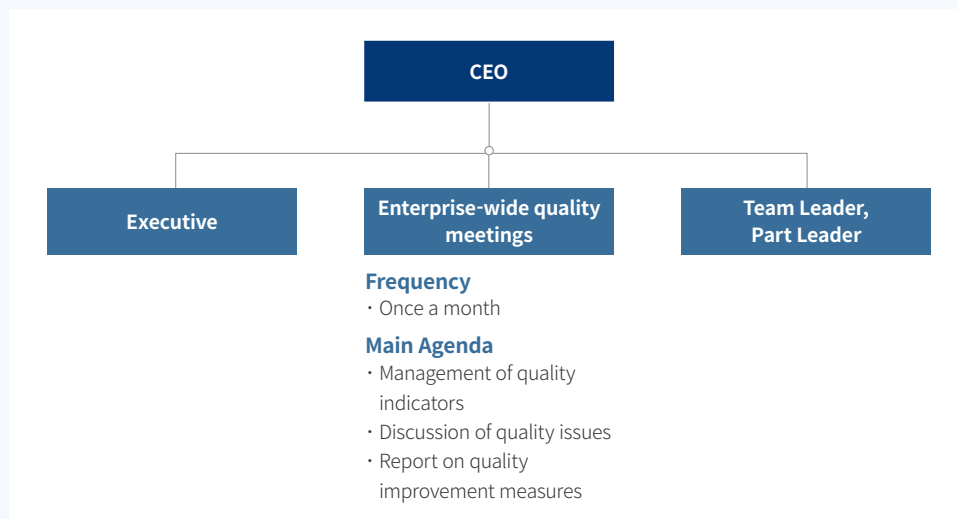 CEO
Executive
Enterprise-wide quality
meetings
Team Leader,
Part Leader
Frequency
· Once a month
Main Agenda
· Management of quality
indicators
· Discussion of quality issues
· Report on quality
improvement measures